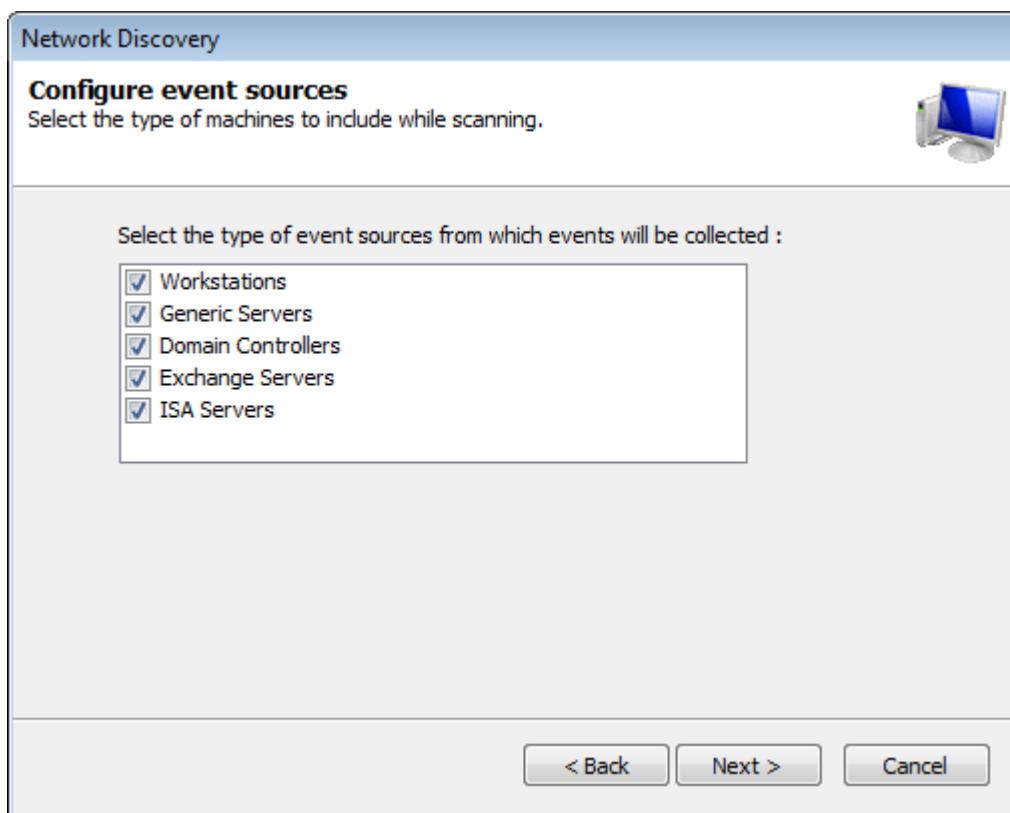 Network Discovery
Configure event sources
Select the type of machines to include while scanning.
Select the type of event sources from which events will be collected :
Workstations
Generic Servers
Domain Controllers
Exchange Servers
ISA Servers
< Back
Next >
Cancel